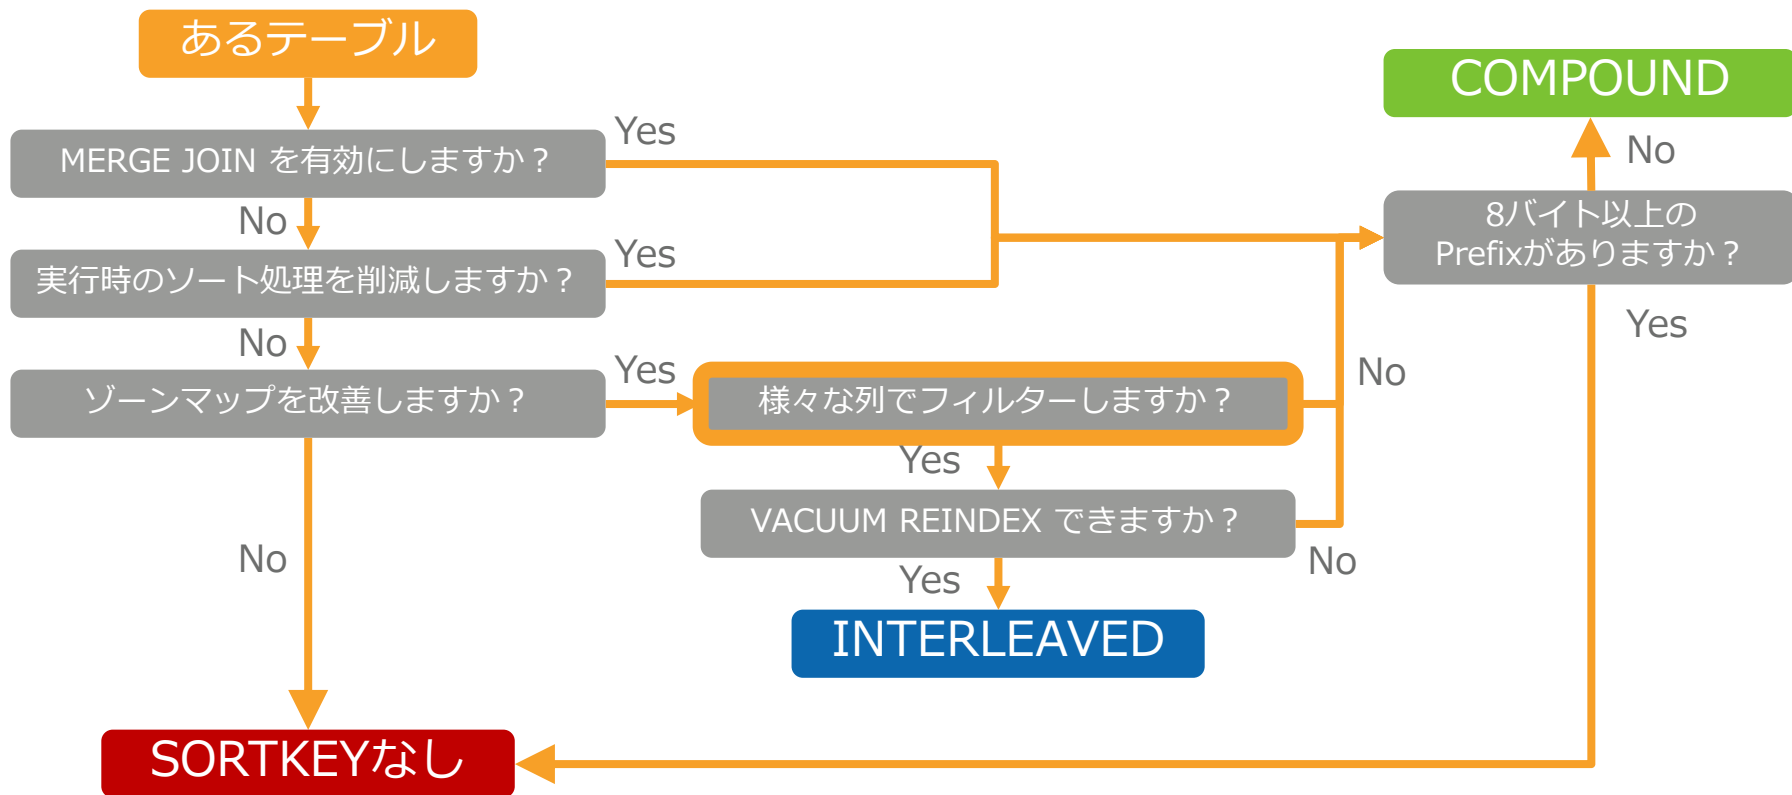 あるテーブル
COMPOUND
Yes
No
MERGE JOIN を有効にしますか？
No
8バイト以上の
Prefixがありますか？
Yes
実行時のソート処理を削減しますか？
Yes
No
Yes
No
ゾーンマップを改善しますか？
様々な列でフィルターしますか？
Yes
VACUUM REINDEX できますか？
No
No
Yes
INTERLEAVED
SORTKEYなし